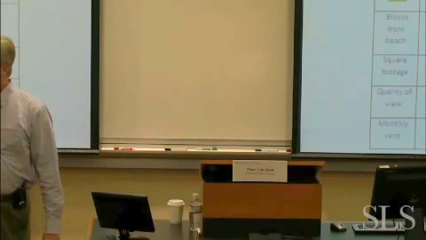 Blocks
from
beach
Square
footage
Quality of
view
Monthly
rent
SLS